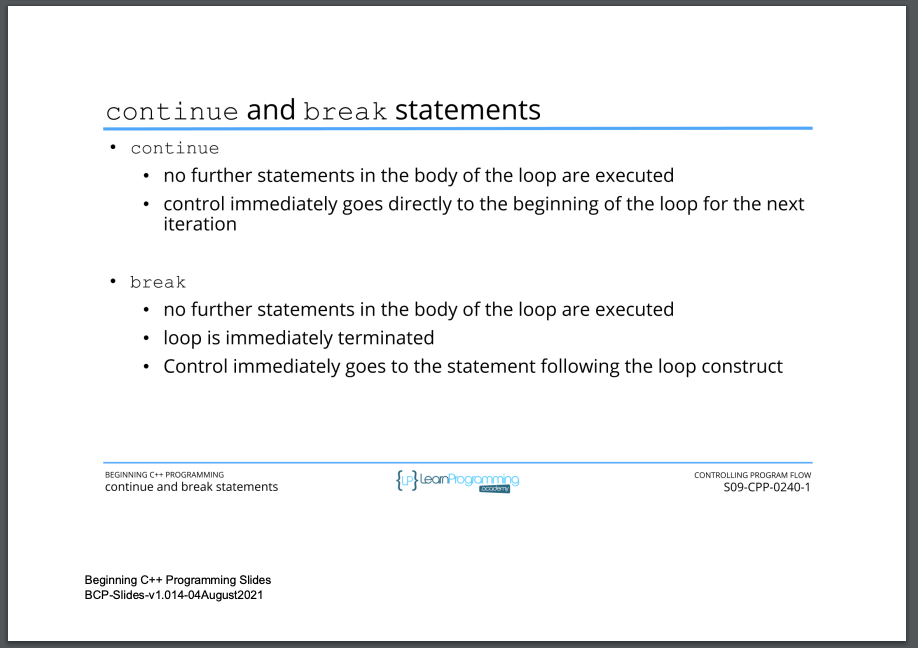 continue and break statements
• continue
• no further statements in the body of the loop are executed
• control immediately goes directly to the beginning of the loop for the next
iteration
• break
• no further statements in the body of the loop are executed
• loop is immediately terminated
• Control immediately goes to the statement following the loop construct
BEGINNING C++ PROGRAMMING
continue and break statements
{LP} LearnProgramming
academy
CONTROLLING PROGRAM FLOW
S09-CPP-0240-1
Beginning C++ Programming Slides
BCP-Slides-v1.014-04August2021